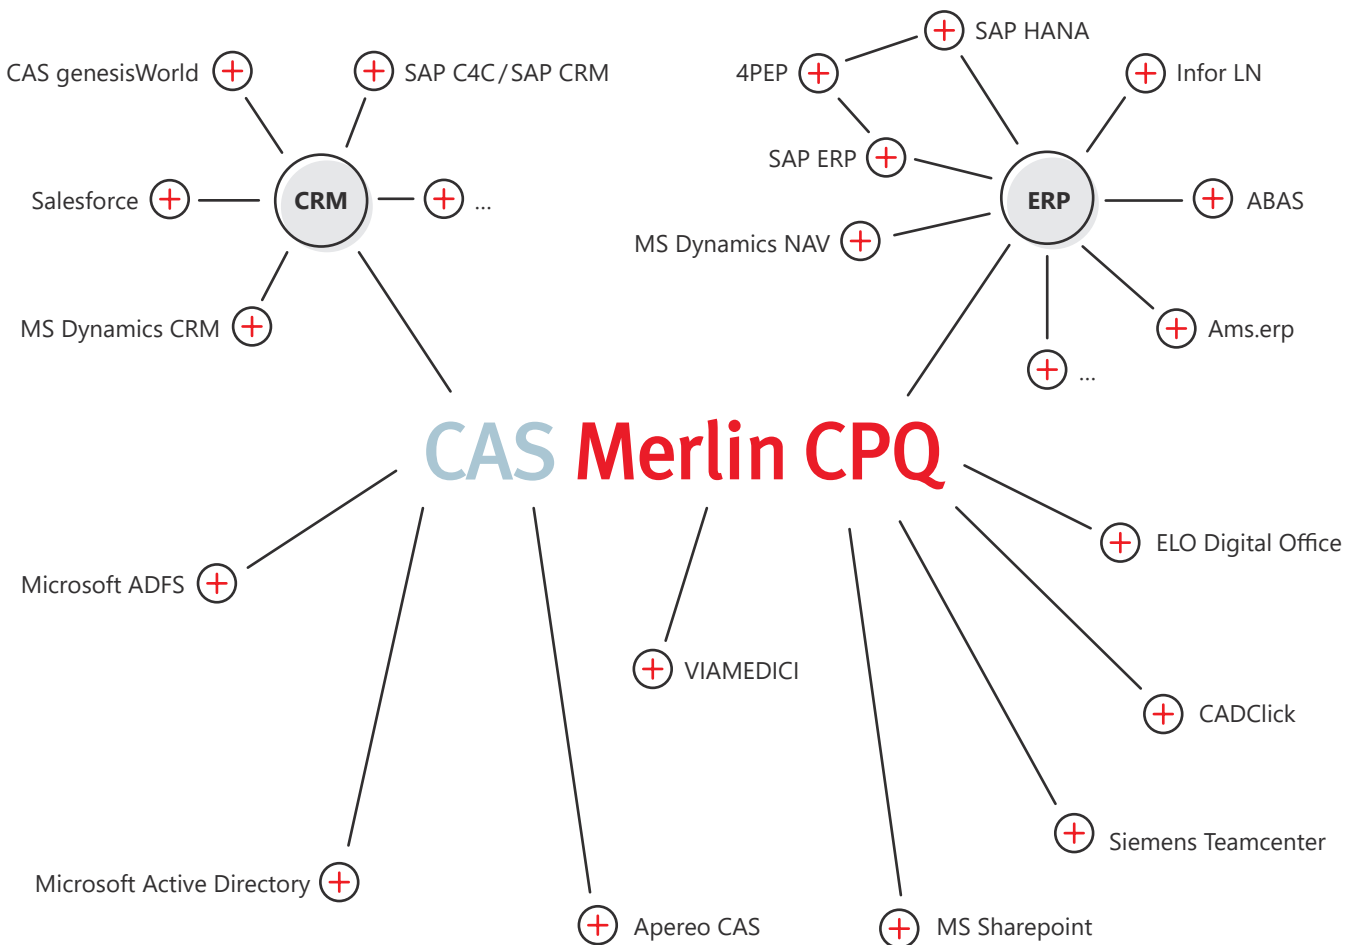 SAP HANA
CAS genesisWorld
SAP C4C/SAP CRM
4PEP
Infor LN
SAP ERP
Salesforce
CRM
...
ERP
ABAS
MS Dynamics NAV
MS Dynamics CRM
Ams.erp
...
CAS Merlin CPQ
ELO Digital Office
Microsoft ADFS
VIAMEDICI
CADClick
Siemens Teamcenter
Microsoft Active Directory
Apereo CAS
MS Sharepoint